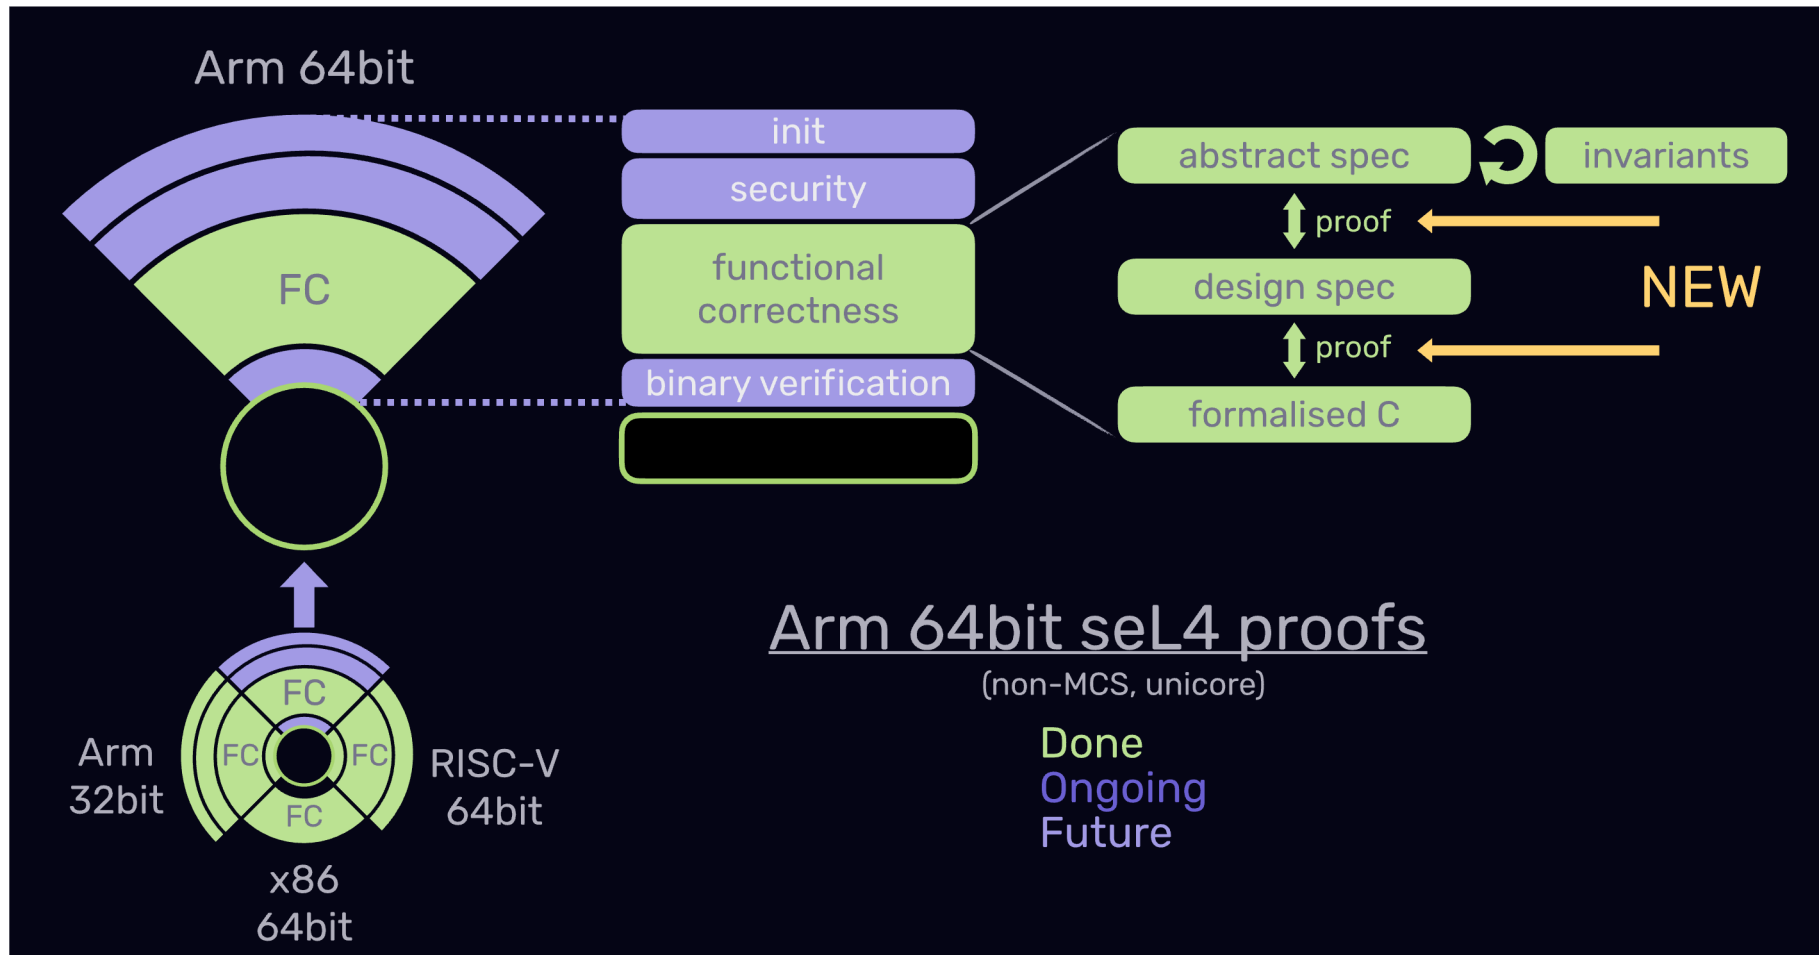 Arm 64bit
FC
init
security
functional
correctness
binary verification
abstract spec
invariants
proof
design spec
NEW
proof
formalised C
Arm 64bit seL4 proofs
(non-MCS, unicore)
Done
Ongoing
Future
FC
Arm
32bit
FC
FC
RISC-V
64bit
FC
x86
64bit